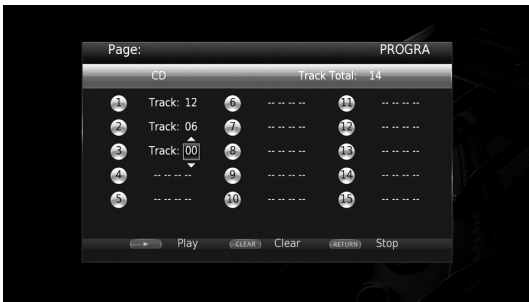 Page: PROGRA
CD Track Total: 14
1 Track: 12 6 -- -- -- -- 11 -- -- -- --
2 Track: 06 7 -- -- -- -- 12 -- -- -- --
3 Track: 00 8 -- -- -- -- 13 -- -- -- --
4 -- -- -- -- 9 -- -- -- -- 14 -- -- -- --
5 -- -- -- -- 10 -- -- -- -- 15 -- -- -- --
Play CLEAR Clear RETURN Stop